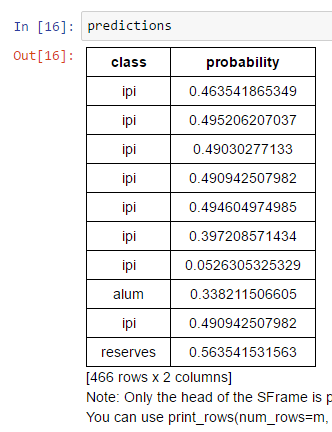 In [16]: predictions
Out[16]:
class probability
ipi 0.463541865349
ipi 0.495206207037
ipi 0.49030277133
ipi 0.490942507982
ipi 0.494604974985
ipi 0.397208571434
ipi 0.0526305325329
alum 0.338211506605
ipi 0.490942507982
reserves 0.563541531563
[466 rows x 2 columns]
Note: Only the head of the SFrame is p
You can use print_rows(num_rows=m,